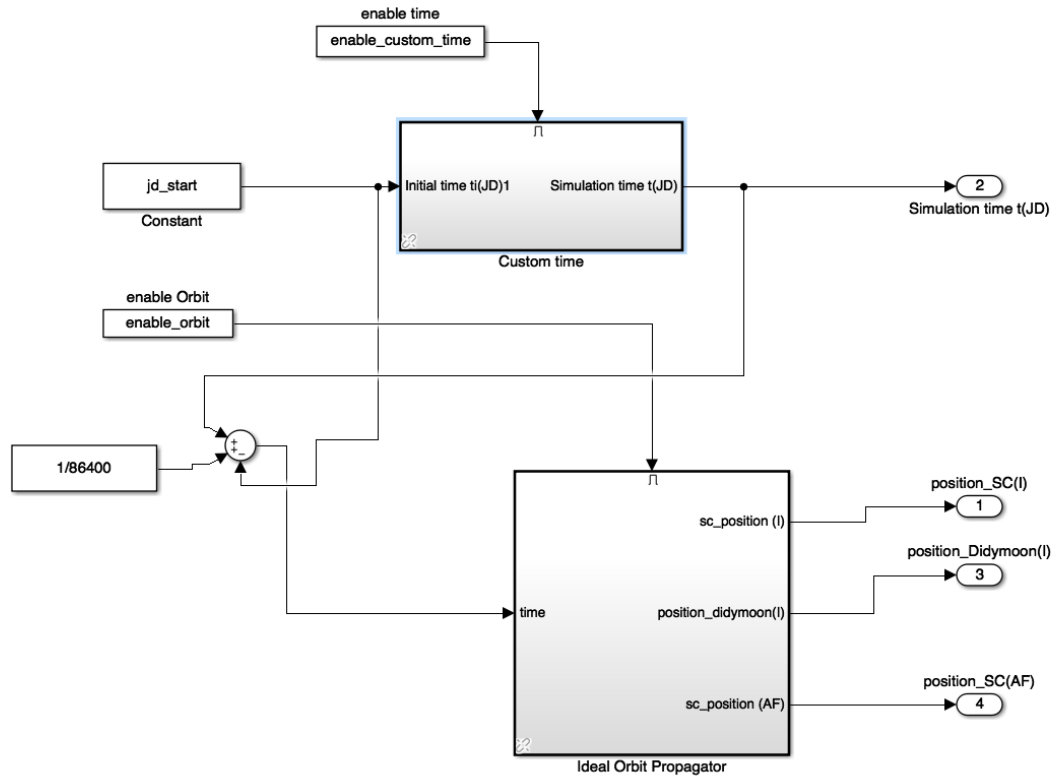 enable time
enable_custom_time
jd_start
Constant
Initial time ti(JD)1
Simulation time t(JD)
Custom time
2
Simulation time t(JD)
enable Orbit
enable_orbit
1/86400
+
+
−
time
sc_position (I)
position_didymoon(I)
sc_position (AF)
Ideal Orbit Propagator
position_SC(I)
1
position_Didymoon(I)
3
position_SC(AF)
4